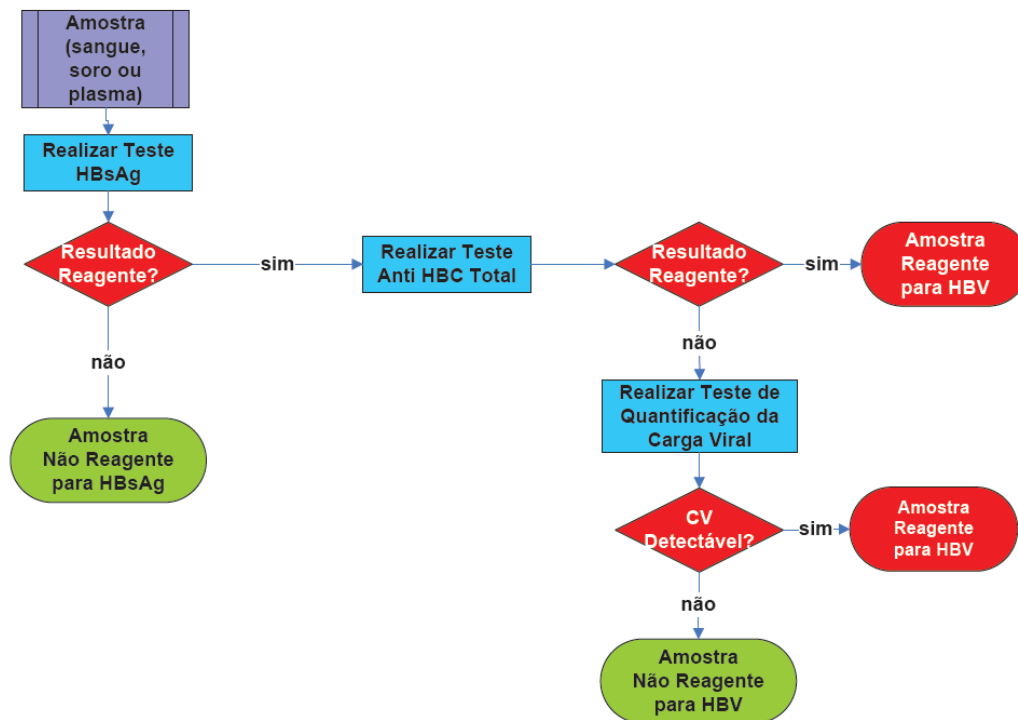 Amostra
(sangue,
soro ou
plasma)
Realizar Teste
HBsAg
Resultado
Reagente?
sim
Realizar Teste
Anti HBC Total
Resultado
Reagente?
sim
Amostra
Reagente
para HBV
não
Amostra
Não Reagente
para HBsAg
não
Realizar Teste de
Quantificação da
Carga Viral
CV
Detectável?
sim
Amostra
Reagente
para HBV
não
Amostra
Não Reagente
para HBV